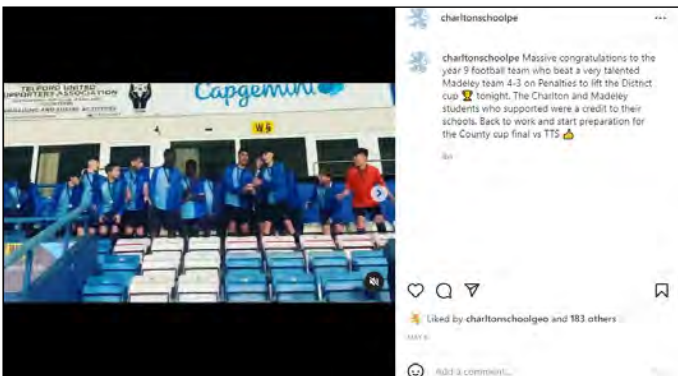 charltonschoolpe
TELFORD UNITED
SUPPORTERS ASSOCIATION
Capgemini
W6
charltonschoolpe Massive congratulations to the
year 9 football team who beat a very talented
Madeley team 4-3 on Penalties to lift the District
cup 🏆 tonight. The Charlton and Madeley
students who supported were a credit to their
schools. Back to work and start preparation for
the County cup final vs TTS 👍
Liked by charltonschoolgeo and 183 others
Add a comment...